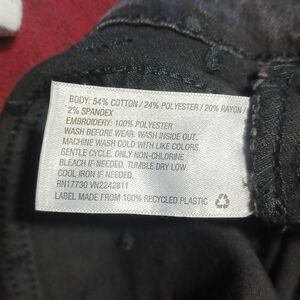 BODY: 54% COTTON / 24% POLYESTER / 20% RAYON /
2% SPANDEX
EMBROIDERY: 100% POLYESTER
WASH BEFORE WEAR. WASH INSIDE OUT.
MACHINE WASH COLD WITH LIKE COLORS.
GENTLE CYCLE. ONLY NON-CHLORINE
BLEACH IF NEEDED. TUMBLE DRY LOW.
COOL IRON IF NEEDED.
RN17730 VN2242811
LABEL MADE FROM 100% RECYCLED PLASTIC